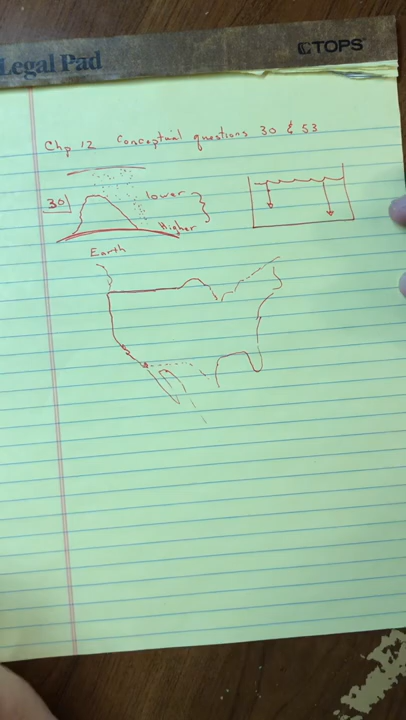 Legal Pad
TOPS
Chp 12 Conceptual questions 30 & 53
30
lower
Higher
Earth